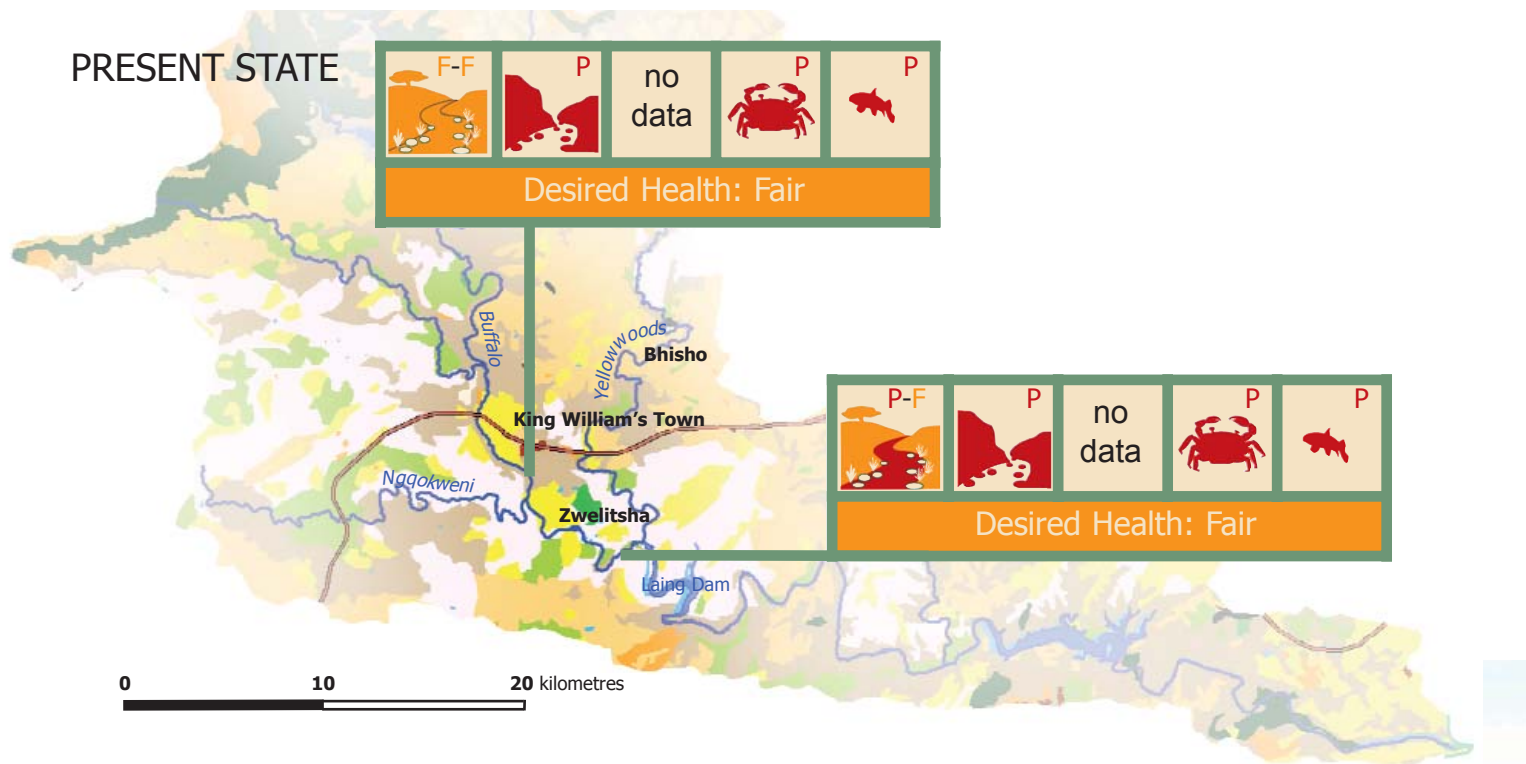 PRESENT STATE
F-F P no data P P
Desired Health: Fair
Buffalo
Yellowwoods
Bhisho
King William's Town
P-F P no data P P
Desired Health: Fair
Nqqokweni
Zwelitsha
Laing Dam
0 10 20 kilometres